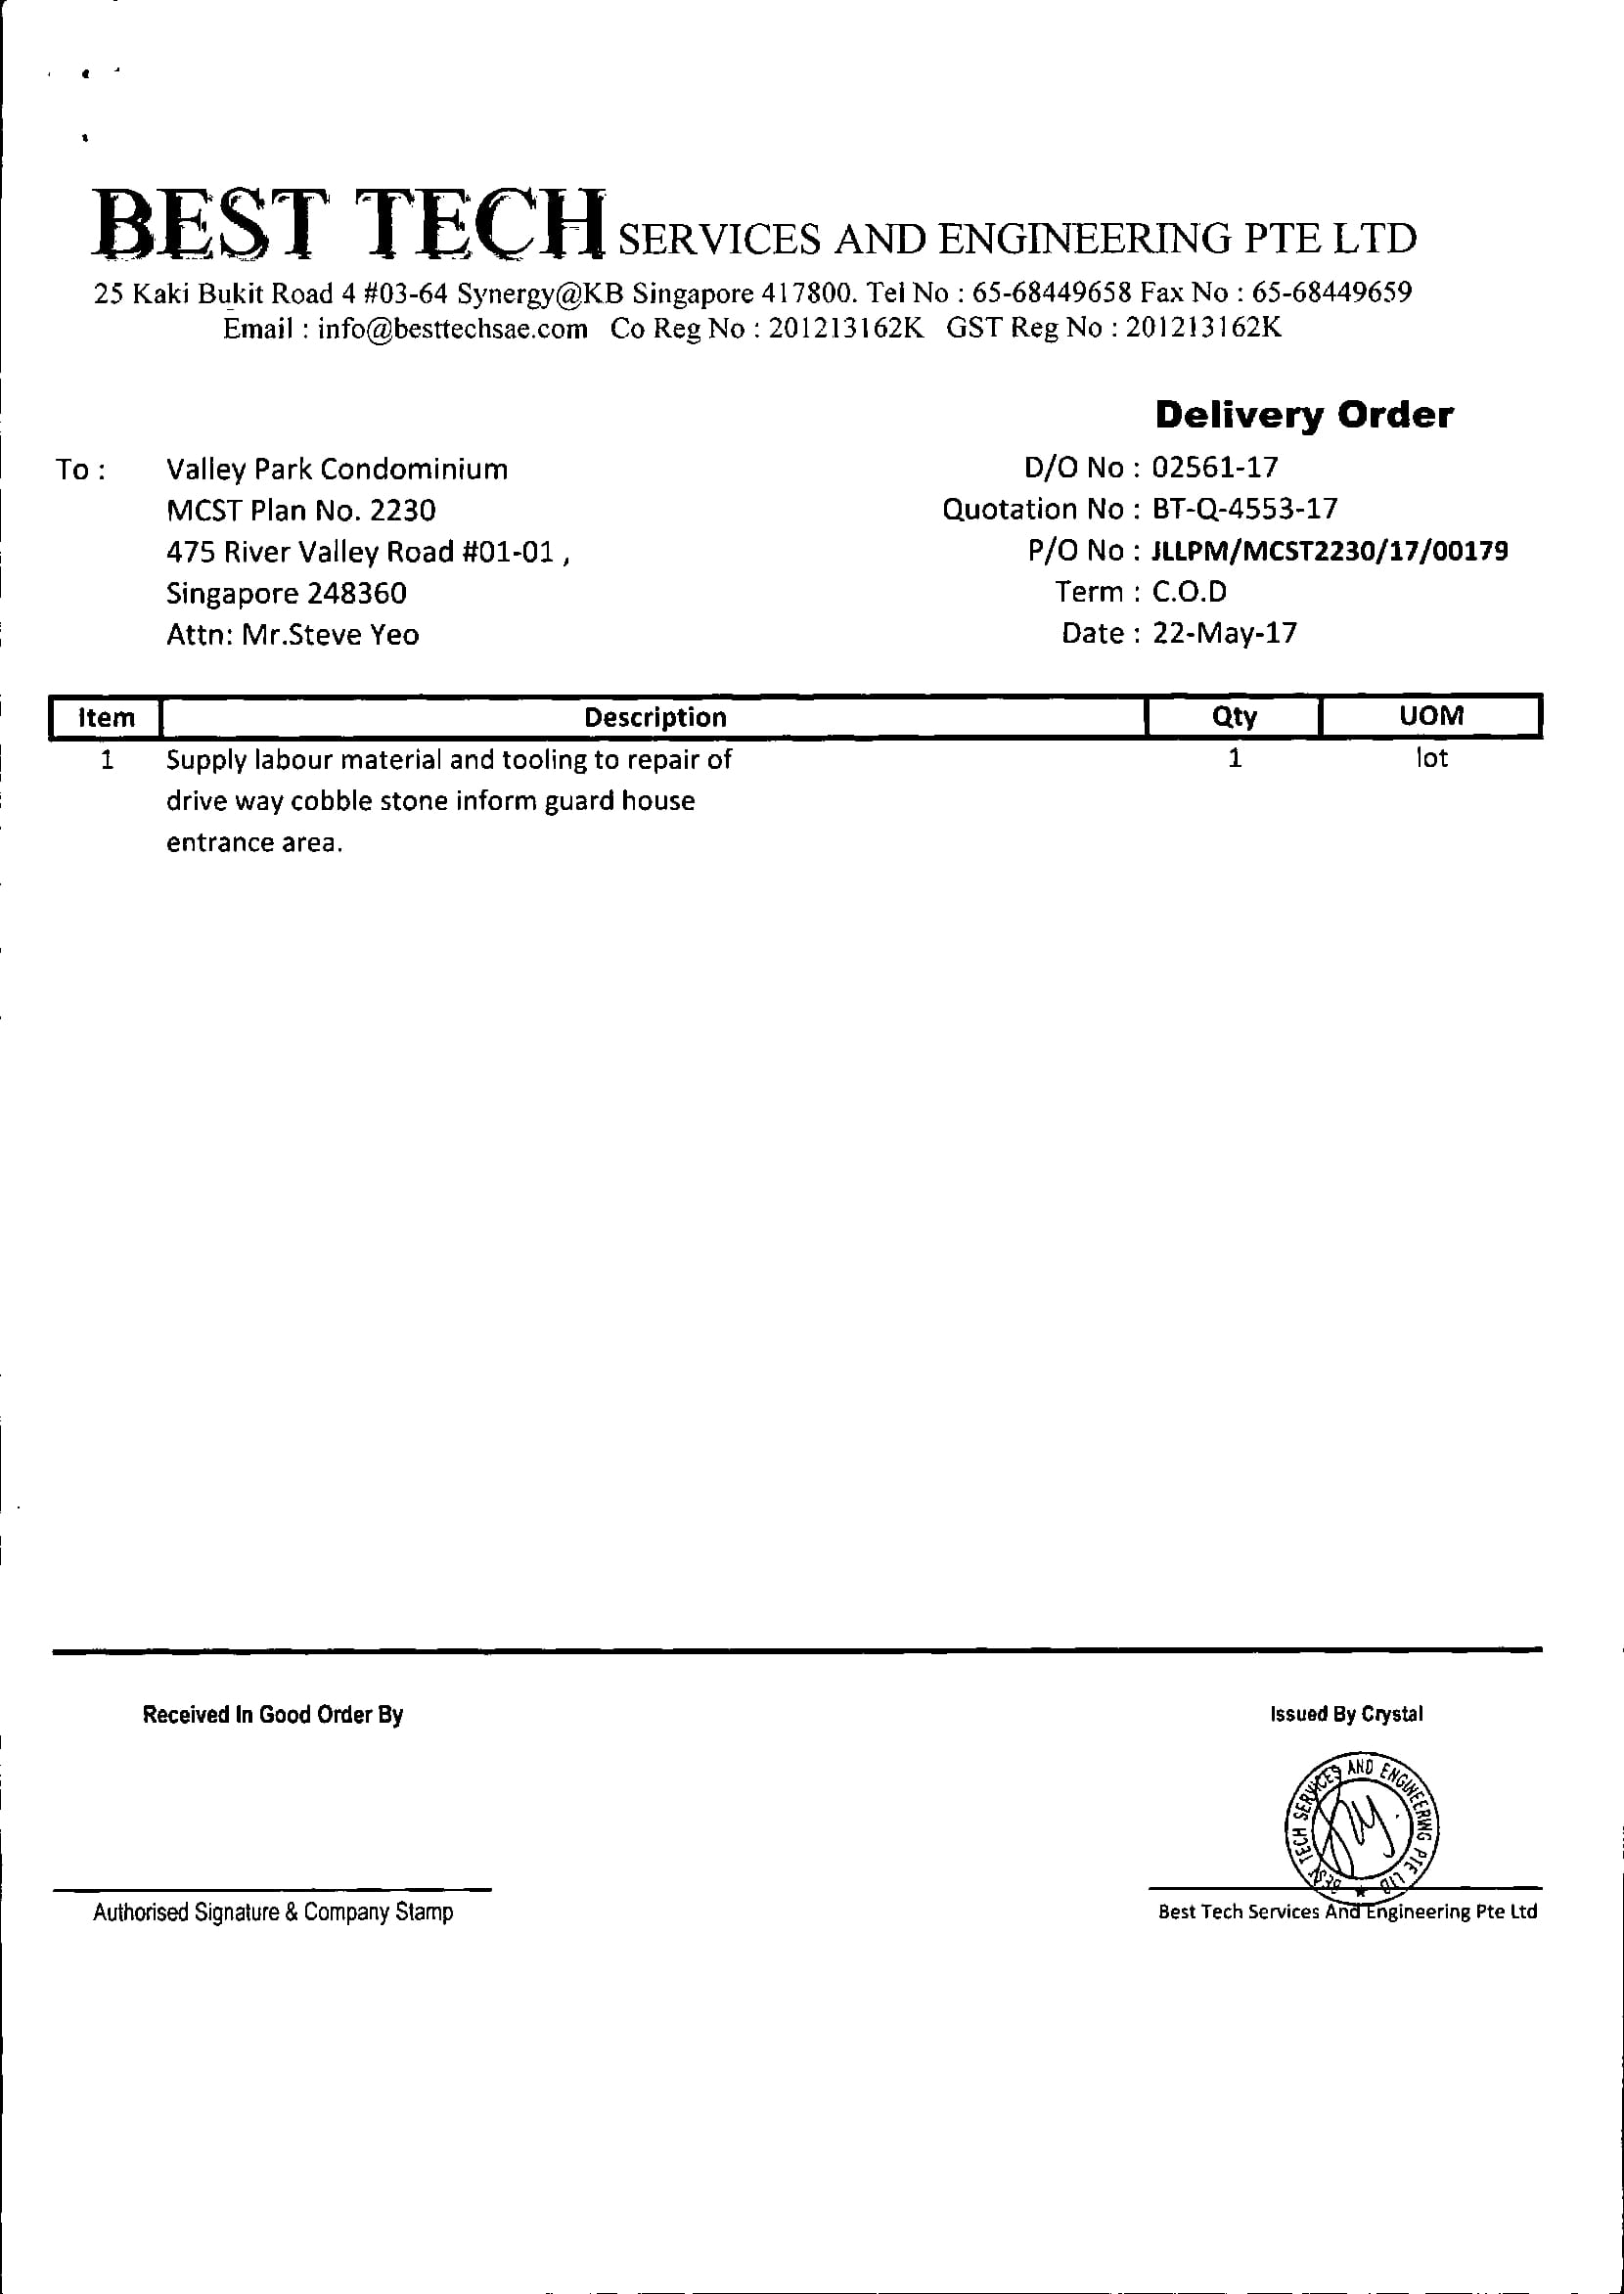 BEST TECH SERVICES AND ENGINEERING PTE LTD
25 Kaki Bukit Road 4 #03-64 Synergy@KB Singapore 417800. Tel No : 65-68449658 Fax No : 65-68449659
Email : info@besttechsae.com Co Reg No : 201213162K GST Reg No : 201213162K
Delivery Order
To : Valley Park Condominium
MCST Plan No. 2230
475 River Valley Road #01-01 ,
Singapore 248360
Attn: Mr.Steve Yeo
D/O No : 02561-17
Quotation No : BT-Q-4553-17
P/O No : JLLPM/MCST2230/17/00179
Term : C.O.D
Date : 22-May-17
Item Description Qty UOM
1 Supply labour material and tooling to repair of 1 lot
drive way cobble stone inform guard house
entrance area.
Received In Good Order By
Authorised Signature & Company Stamp
Issued By Crystal
BEST TECH SERVICES AND ENGINEERING PTE LTD
Best Tech Services And Engineering Pte Ltd